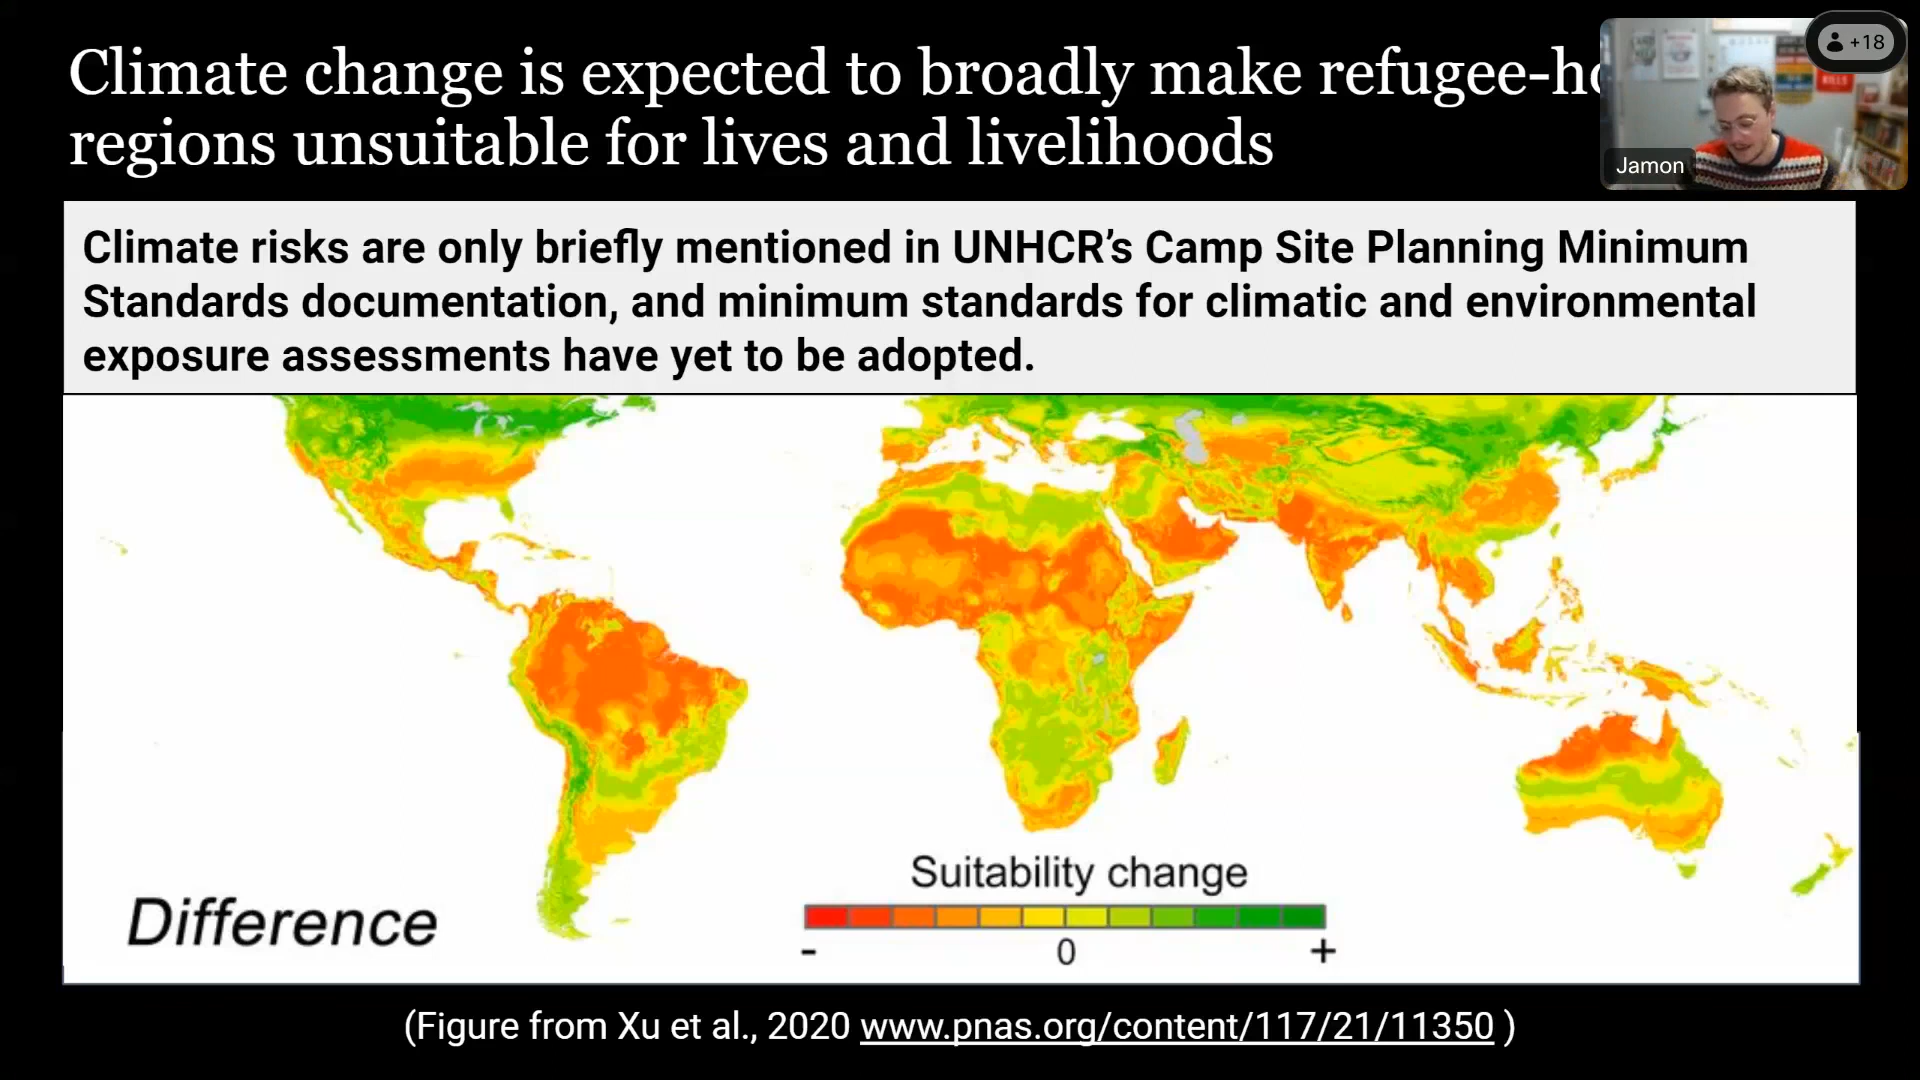 Climate change is expected to broadly make refugee-ho
regions unsuitable for lives and livelihoods
+18
KILLS
Jamon
Climate risks are only briefly mentioned in UNHCR’s Camp Site Planning Minimum
Standards documentation, and minimum standards for climatic and environmental
exposure assessments have yet to be adopted.
Difference
Suitability change
- 0 +
(Figure from Xu et al., 2020 www.pnas.org/content/117/21/11350 )